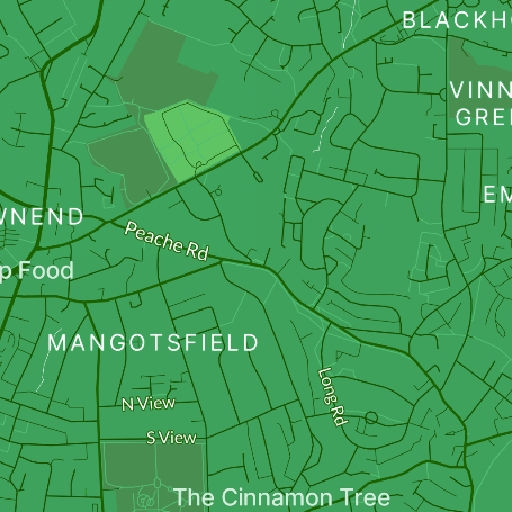 BLACKHO
VINN
GREE
EM
WNEND
Peache Rd
p Food
MANGOTSFIELD
Long Rd
N View
S View
The Cinnamon Tree